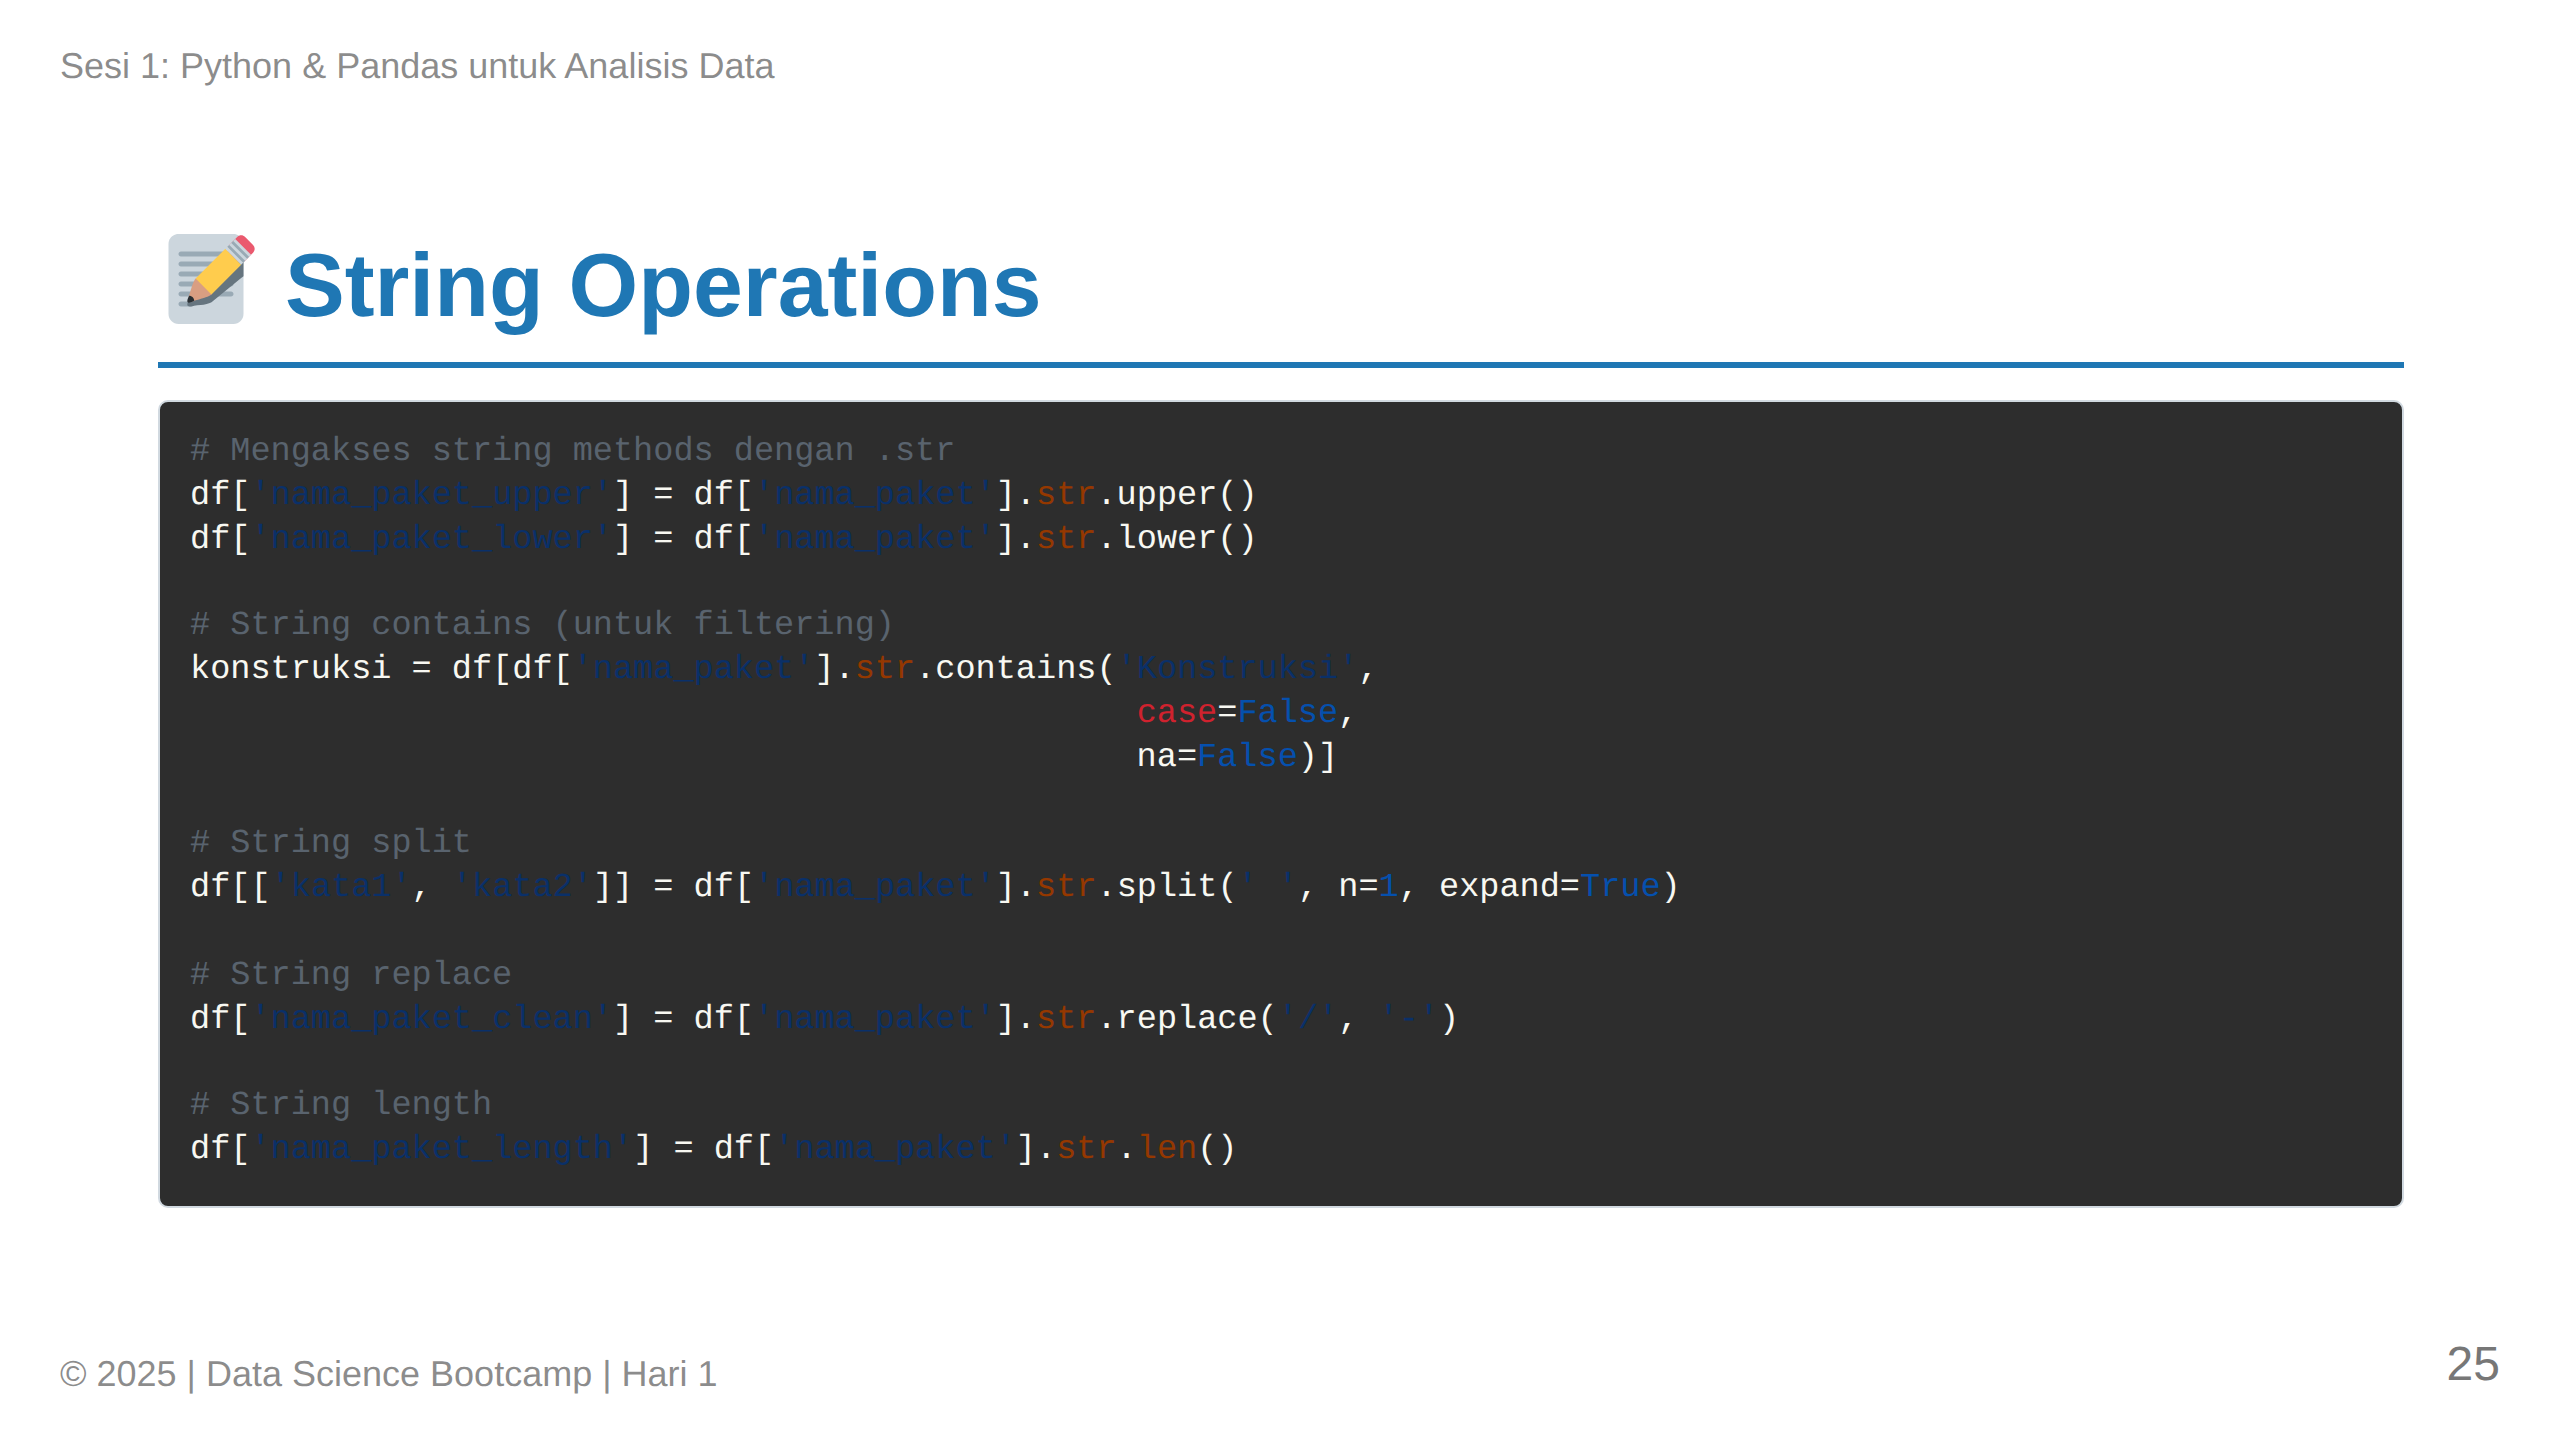 Sesi 1: Python & Pandas untuk Analisis Data
📝 String Operations
# Mengakses string methods dengan .str
df['nama_paket_upper'] = df['nama_paket'].str.upper()
df['nama_paket_lower'] = df['nama_paket'].str.lower()
# String contains (untuk filtering)
konstruksi = df[df['nama_paket'].str.contains('Konstruksi',
case=False,
na=False)]
# String split
df[['kata1', 'kata2']] = df['nama_paket'].str.split(' ', n=1, expand=True)
# String replace
df['nama_paket_clean'] = df['nama_paket'].str.replace('/', '-')
# String length
df['nama_paket_length'] = df['nama_paket'].str.len()
© 2025 | Data Science Bootcamp | Hari 1
25